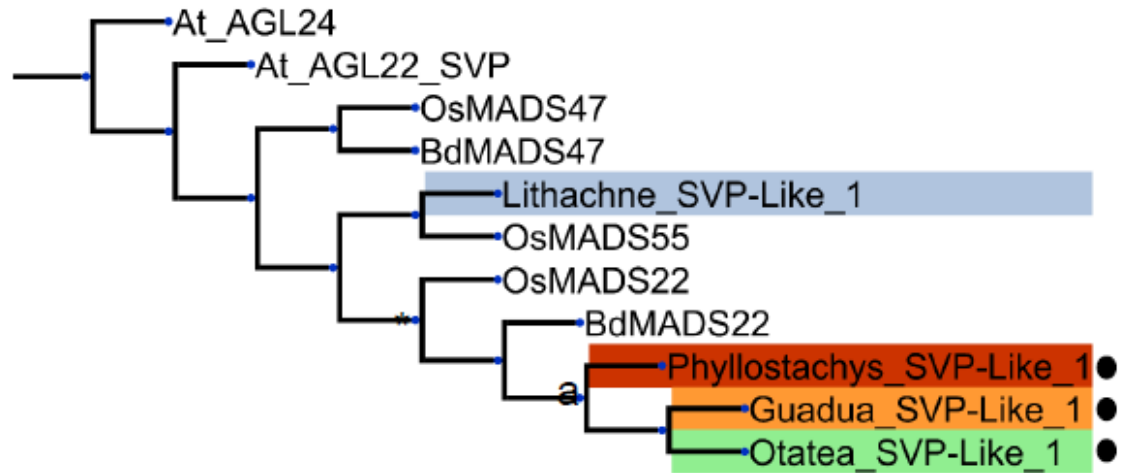 At_AGL24
At_AGL22_SVP
OsMADS47
BdMADS47
Lithachne_SVP-Like_1
OsMADS55
OsMADS22
*
BdMADS22
Phyllostachys_SVP-Like_1
a
Guadua_SVP-Like_1
Otatea_SVP-Like_1